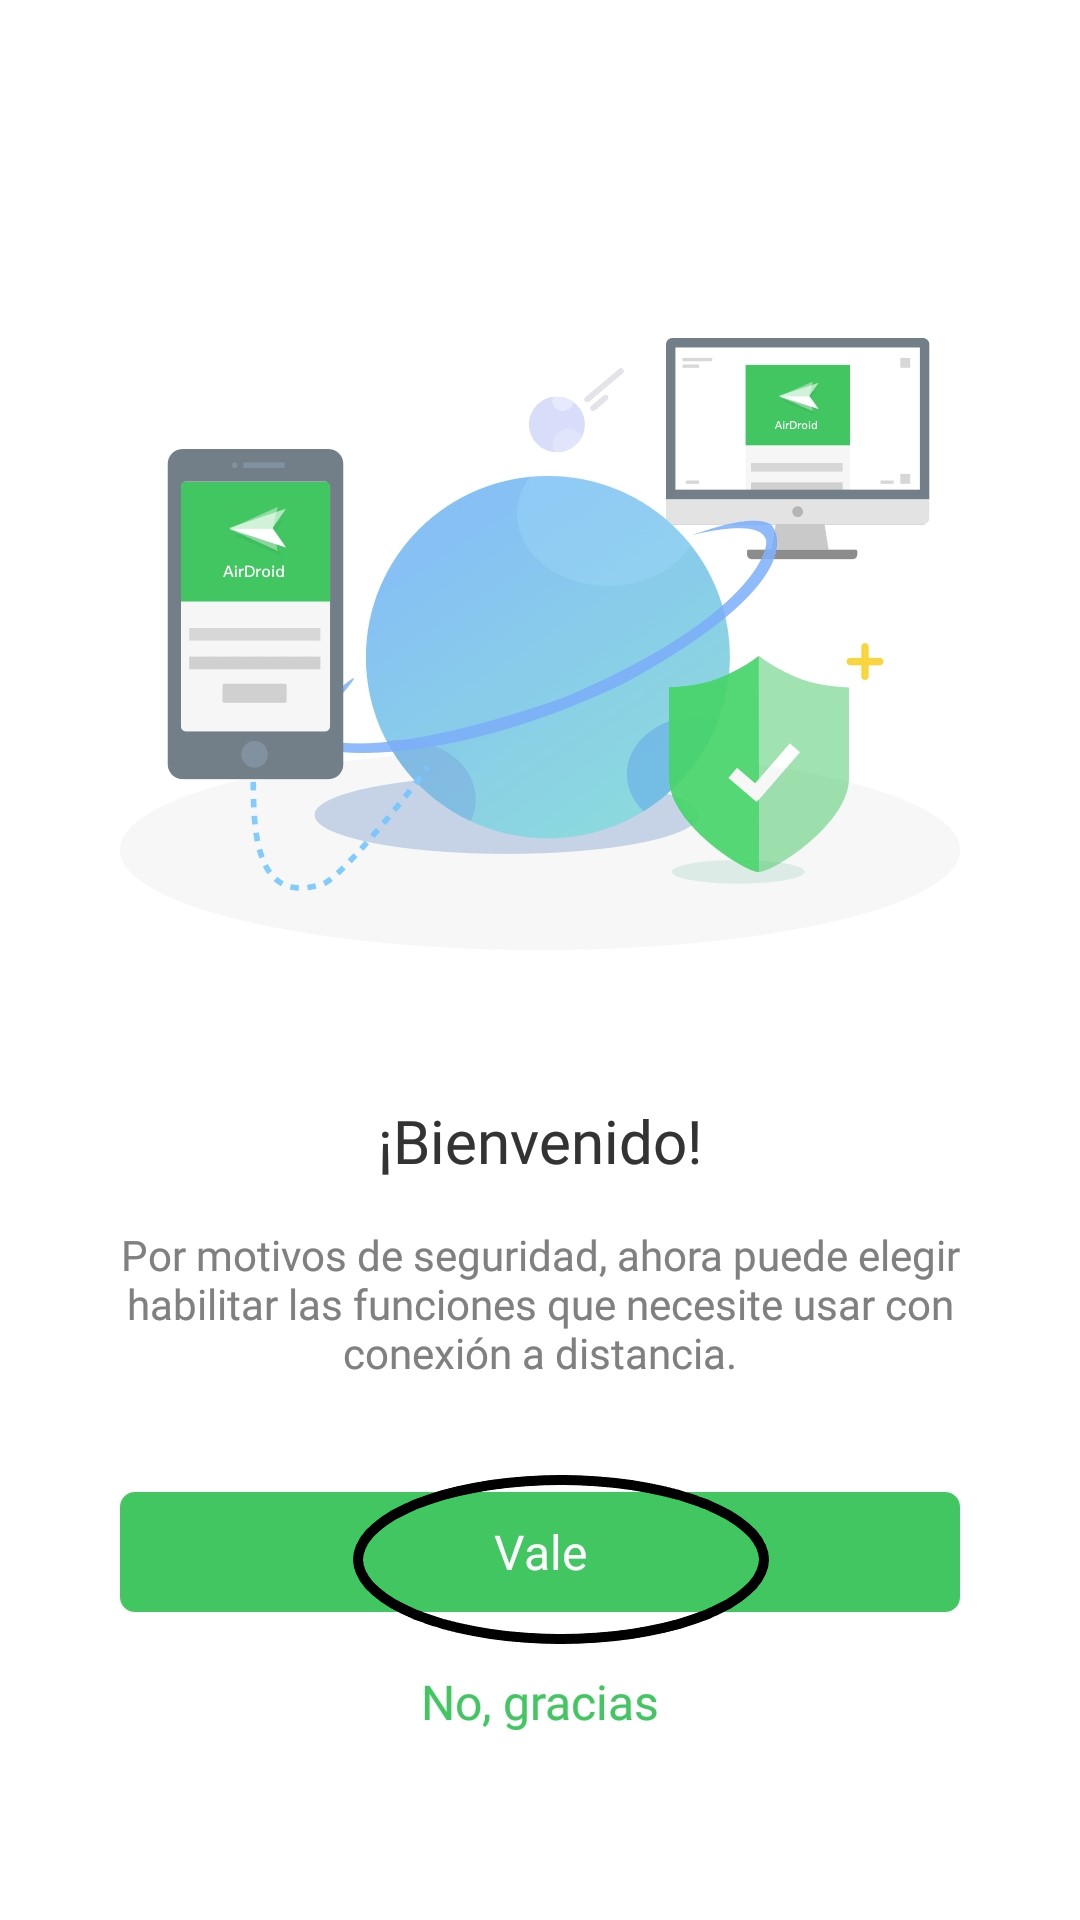 AirDroid
AirDroid
¡Bienvenido!
Por motivos de seguridad, ahora puede elegir
habilitar las funciones que necesite usar con
conexión a distancia.
Vale
No, gracias